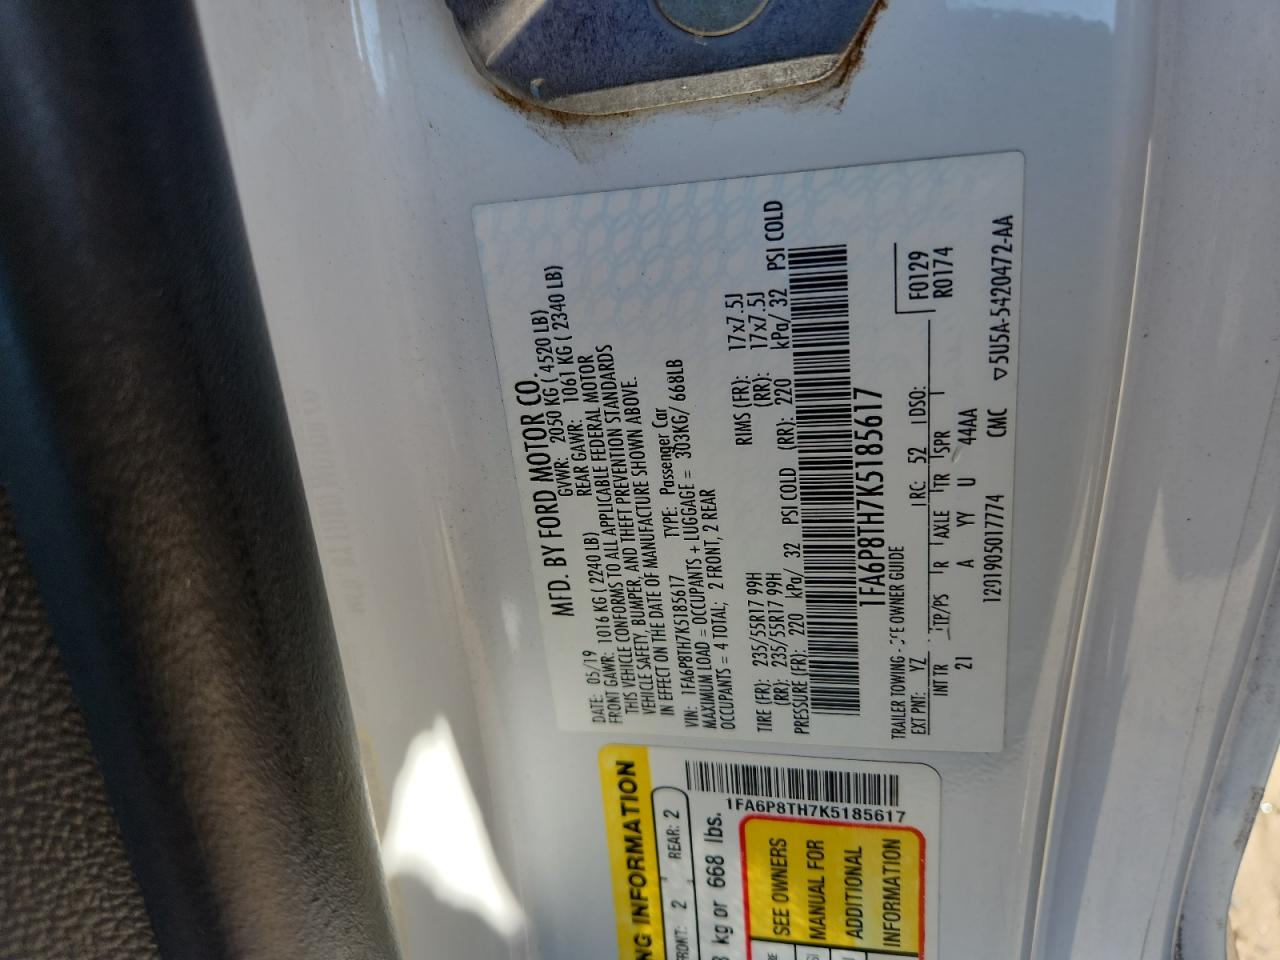 MFD. BY FORD MOTOR CO.
DATE: 05/19 GVWR: 2050 KG ( 4520 LB)
FRONT GAWR: 1016 KG ( 2240 LB) REAR GAWR: 1061 KG ( 2340 LB)
THIS VEHICLE CONFORMS TO ALL APPLICABLE FEDERAL MOTOR
VEHICLE SAFETY, BUMPER, AND THEFT PREVENTION STANDARDS
IN EFFECT ON THE DATE OF MANUFACTURE SHOWN ABOVE.
VIN: 1FA6P8TH7K5185617 TYPE: Passenger Car
MAXIMUM LOAD = OCCUPANTS + LUGGAGE = 303KG/ 668LB
OCCUPANTS = 4 TOTAL; 2 FRONT, 2 REAR
TIRE (FR): 235/55R17 99H RIMS (FR): 17x7.5J
(RR): 235/55R17 99H (RR): 17x7.5J
PRESSURE (FR): 220 kPa/ 32 PSI COLD (RR): 220 kPa/ 32 PSI COLD
1FA6P8TH7K5185617
TRAILER TOWING - OWNER GUIDE
F0129
EXT PNT: YZ RC: 52 DSO: R0174
INT TR TP/PS R AXLE TR SPR
21 A YY U 44AA
1201905017774 CMC ▽5U5A-5420472-AA
INFORMATION
FRONT: 2 REAR: 2
kg or 668 lbs.
1FA6P8TH7K5185617
SEE OWNERS
MANUAL FOR
ADDITIONAL
INFORMATION